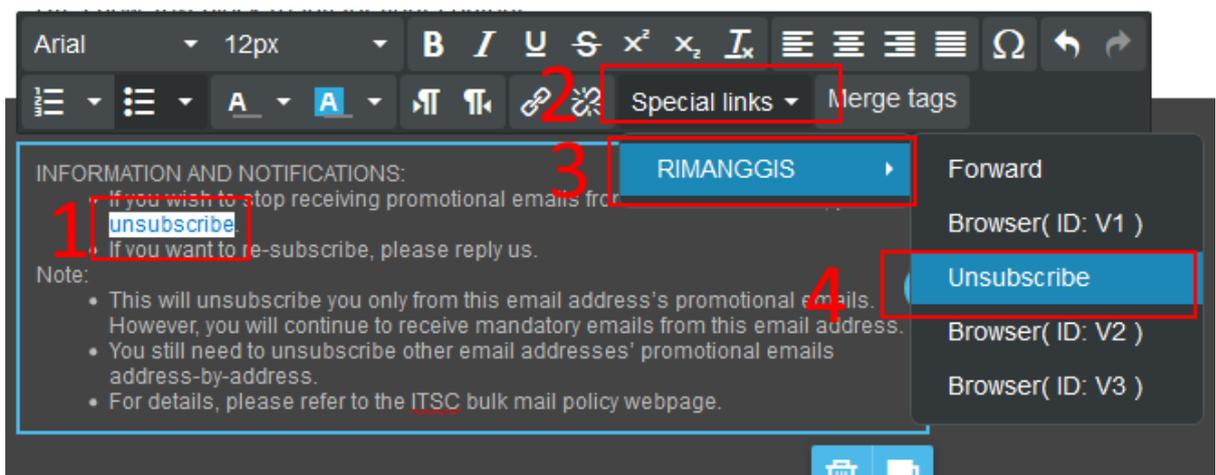 Arial 12px B I U S x² x₂ Ix Ω
A A Special links Merge tags
2
3
RIMANGGIS
Forward
Browser( ID: V1 )
Unsubscribe
Browser( ID: V2 )
Browser( ID: V3 )
4
1
INFORMATION AND NOTIFICATIONS:
If you wish to stop receiving promotional emails
unsubscribe.
If you want to re-subscribe, please reply us.
Note:
This will unsubscribe you only from this email address's promotional emails.
However, you will continue to receive mandatory emails from this email address.
You still need to unsubscribe other email addresses' promotional emails
address-by-address.
For details, please refer to the ITSC bulk mail policy webpage.